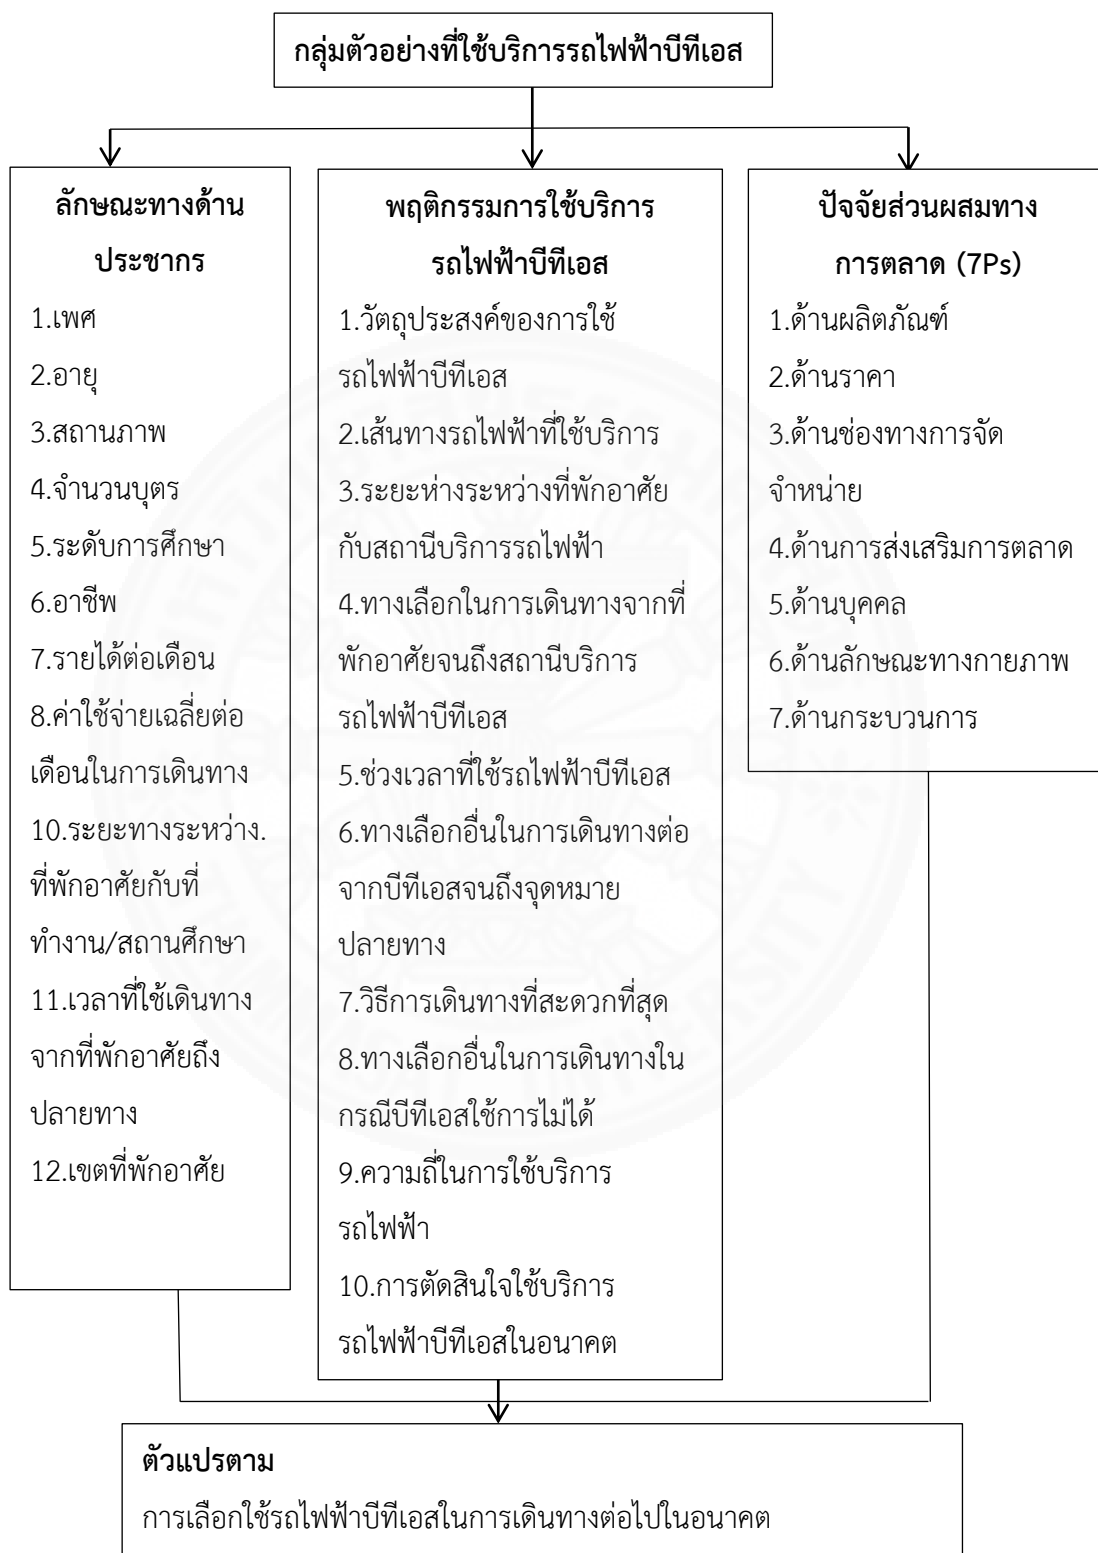 กลุ่มตัวอย่างที่ใช้บริการรถไฟฟ้าบีทีเอส
ลักษณะทางด้าน
ประชากร
1.เพศ
2.อายุ
3.สถานภาพ
4.จำนวนบุตร
5.ระดับการศึกษา
6.อาชีพ
7.รายได้ต่อเดือน
8.ค่าใช้จ่ายเฉลี่ยต่อ
เดือนในการเดินทาง
10.ระยะทางระหว่าง.
ที่พักอาศัยกับที่
ทำงาน/สถานศึกษา
11.เวลาที่ใช้เดินทาง
จากที่พักอาศัยถึง
ปลายทาง
12.เขตที่พักอาศัย
พฤติกรรมการใช้บริการ
รถไฟฟ้าบีทีเอส
1.วัตถุประสงค์ของการใช้
รถไฟฟ้าบีทีเอส
2.เส้นทางรถไฟฟ้าที่ใช้บริการ
3.ระยะห่างระหว่างที่พักอาศัย
กับสถานีบริการรถไฟฟ้า
4.ทางเลือกในการเดินทางจากที่
พักอาศัยจนถึงสถานีบริการ
รถไฟฟ้าบีทีเอส
5.ช่วงเวลาที่ใช้รถไฟฟ้าบีทีเอส
6.ทางเลือกอื่นในการเดินทางต่อ
จากบีทีเอสจนถึงจุดหมาย
ปลายทาง
7.วิธีการเดินทางที่สะดวกที่สุด
8.ทางเลือกอื่นในการเดินทางใน
กรณีบีทีเอสใช้การไม่ได้
9.ความถี่ในการใช้บริการ
รถไฟฟ้า
10.การตัดสินใจใช้บริการ
รถไฟฟ้าบีทีเอสในอนาคต
ปัจจัยส่วนผสมทาง
การตลาด (7Ps)
1.ด้านผลิตภัณฑ์
2.ด้านราคา
3.ด้านช่องทางการจัด
จำหน่าย
4.ด้านการส่งเสริมการตลาด
5.ด้านบุคคล
6.ด้านลักษณะทางกายภาพ
7.ด้านกระบวนการ
ตัวแปรตาม
การเลือกใช้รถไฟฟ้าบีทีเอสในการเดินทางต่อไปในอนาคต